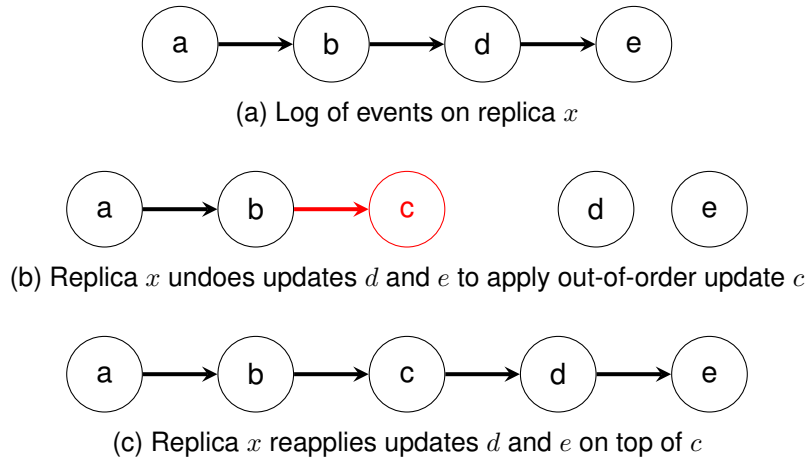 a b d e
(a) Log of events on replica x
a b c d e
(b) Replica x undoes updates d and e to apply out-of-order update c
a b c d e
(c) Replica x reapplies updates d and e on top of c